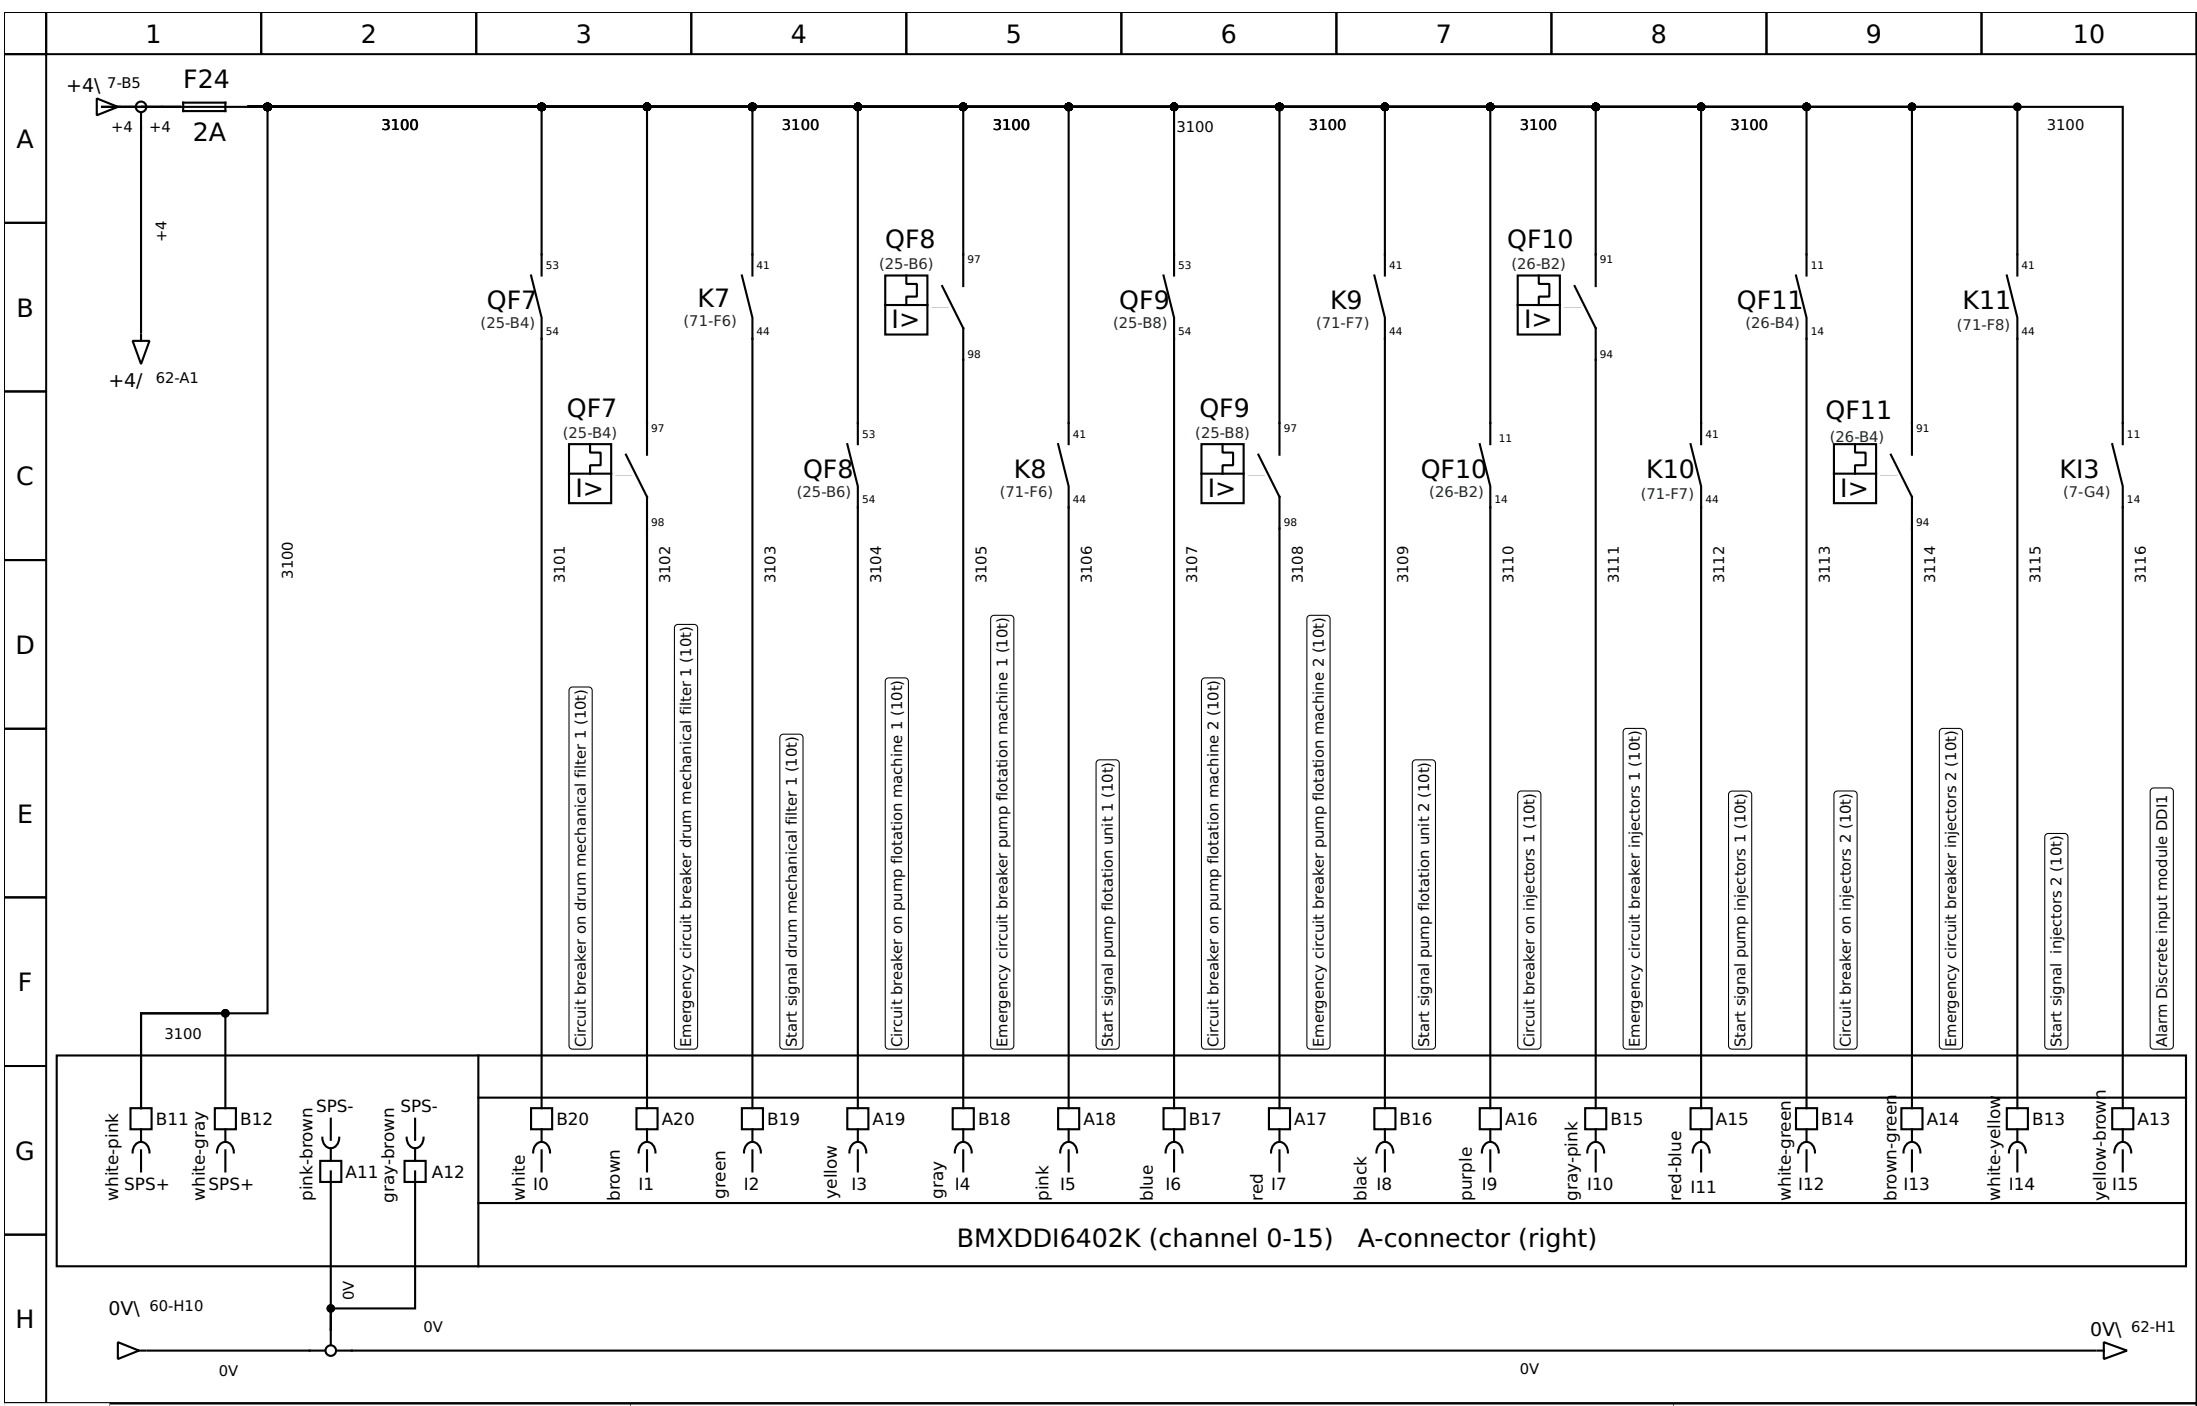 1 2 3 4 5 6 7 8 9 10
A
B
C
D
E
F
G
H
+4\ 7-B5
F24
2A
+4 +4
+4
+4/ 62-A1
3100 3100 3100 3100 3100 3100 3100 3100
3100
3100
QF7
(25-B4)
53
54
QF7
(25-B4)
97
98
K7
(71-F6)
41
44
QF8
(25-B6)
53
54
QF8
(25-B6)
97
98
K8
(71-F6)
41
44
QF9
(25-B8)
53
54
QF9
(25-B8)
97
98
K9
(71-F7)
41
44
QF10
(26-B2)
11
14
QF10
(26-B2)
91
94
K10
(71-F7)
41
44
QF11
(26-B4)
11
14
QF11
(26-B4)
91
94
K11
(71-F8)
41
44
KI3
(7-G4)
11
14
I> I> I> I> I>
3101 3102 3103 3104 3105 3106 3107 3108 3109 3110 3111 3112 3113 3114 3115 3116
Circuit breaker on drum mechanical filter 1 (10t)
Emergency circuit breaker drum mechanical filter 1 (10t)
Start signal drum mechanical filter 1 (10t)
Circuit breaker on pump flotation machine 1 (10t)
Emergency circuit breaker pump flotation machine 1 (10t)
Start signal pump flotation unit 1 (10t)
Circuit breaker on pump flotation machine 2 (10t)
Emergency circuit breaker pump flotation machine 2 (10t)
Start signal pump flotation unit 2 (10t)
Circuit breaker on injectors 1 (10t)
Emergency circuit breaker injectors 1 (10t)
Start signal pump injectors 1 (10t)
Circuit breaker on injectors 2 (10t)
Emergency circuit breaker injectors 2 (10t)
Start signal injectors 2 (10t)
Alarm Discrete input module DDI1
white-pink B11 SPS+
white-gray B12 SPS+
pink-brown SPS- A11
gray-brown SPS- A12
white B20 I0
brown A20 I1
green B19 I2
yellow A19 I3
gray B18 I4
pink A18 I5
blue B17 I6
red A17 I7
black B16 I8
purple A16 I9
gray-pink B15 I10
red-blue A15 I11
white-green B14 I12
brown-green A14 I13
white-yellow B13 I14
yellow-brown A13 I15
BMXDDI6402K (channel 0-15) A-connector (right)
0V\ 60-H10
0V
0V
0V
0V
0V\ 62-H1